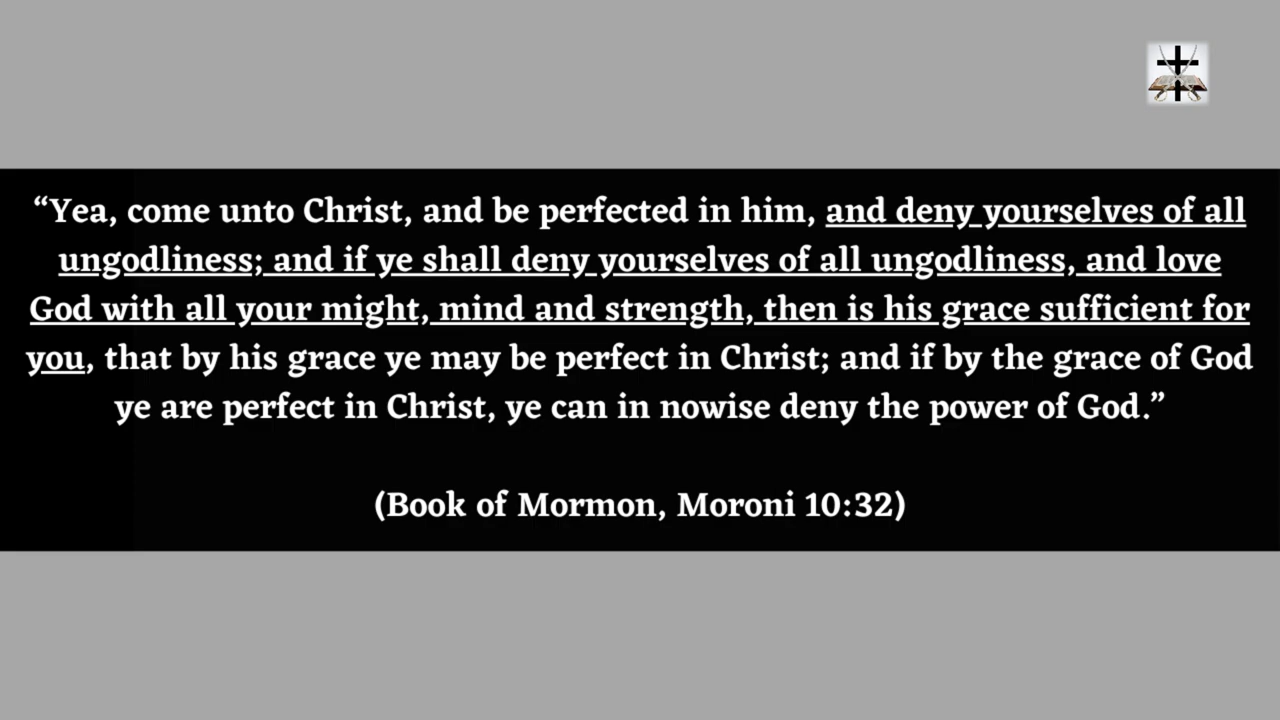 “Yea, come unto Christ, and be perfected in him, and deny yourselves of all
ungodliness; and if ye shall deny yourselves of all ungodliness, and love
God with all your might, mind and strength, then is his grace sufficient for
you, that by his grace ye may be perfect in Christ; and if by the grace of God
ye are perfect in Christ, ye can in nowise deny the power of God.”
(Book of Mormon, Moroni 10:32)